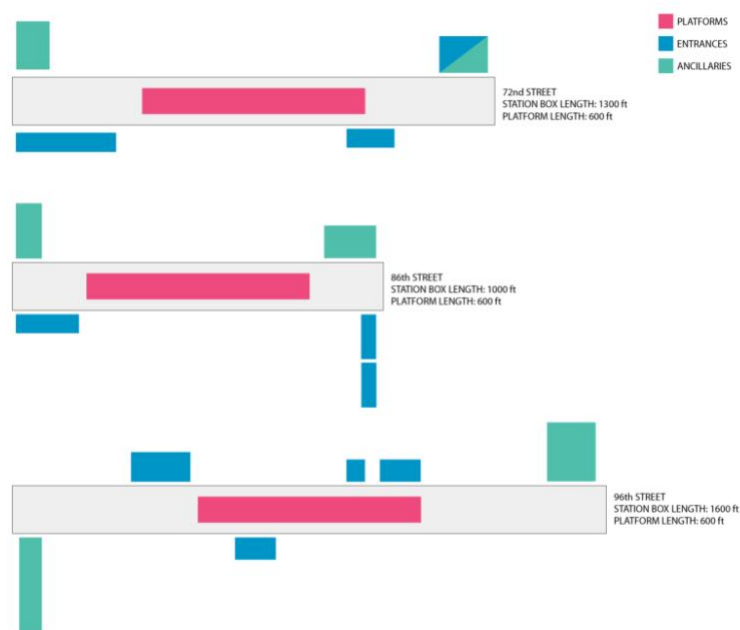 PLATFORMS
ENTRANCES
ANCILLARIES
72nd STREET
STATION BOX LENGTH: 1300 ft
PLATFORM LENGTH: 600 ft
86th STREET
STATION BOX LENGTH: 1000 ft
PLATFORM LENGTH: 600 ft
96th STREET
STATION BOX LENGTH: 1600 ft
PLATFORM LENGTH: 600 ft